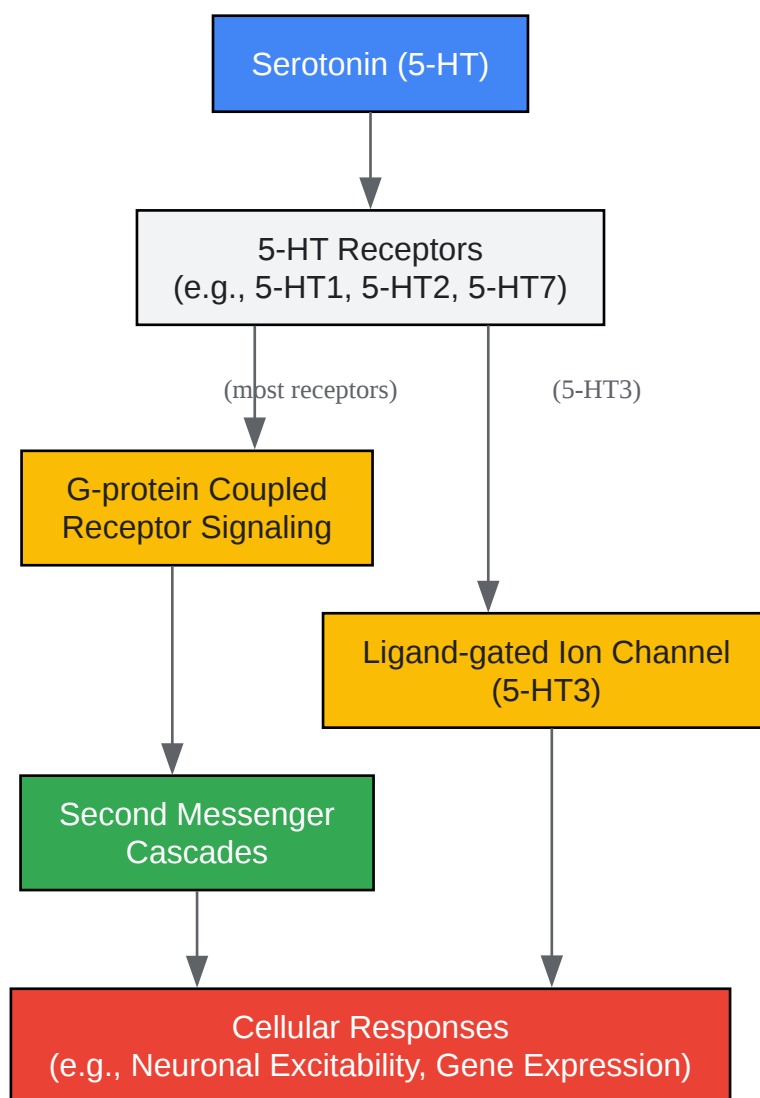 Serotonin (5-HT)
5-HT Receptors
(e.g., 5-HT1, 5-HT2, 5-HT7)
(most receptors)
(5-HT3)
G-protein Coupled
Receptor Signaling
Ligand-gated Ion Channel
(5-HT3)
Second Messenger
Cascades
Cellular Responses
(e.g., Neuronal Excitability, Gene Expression)